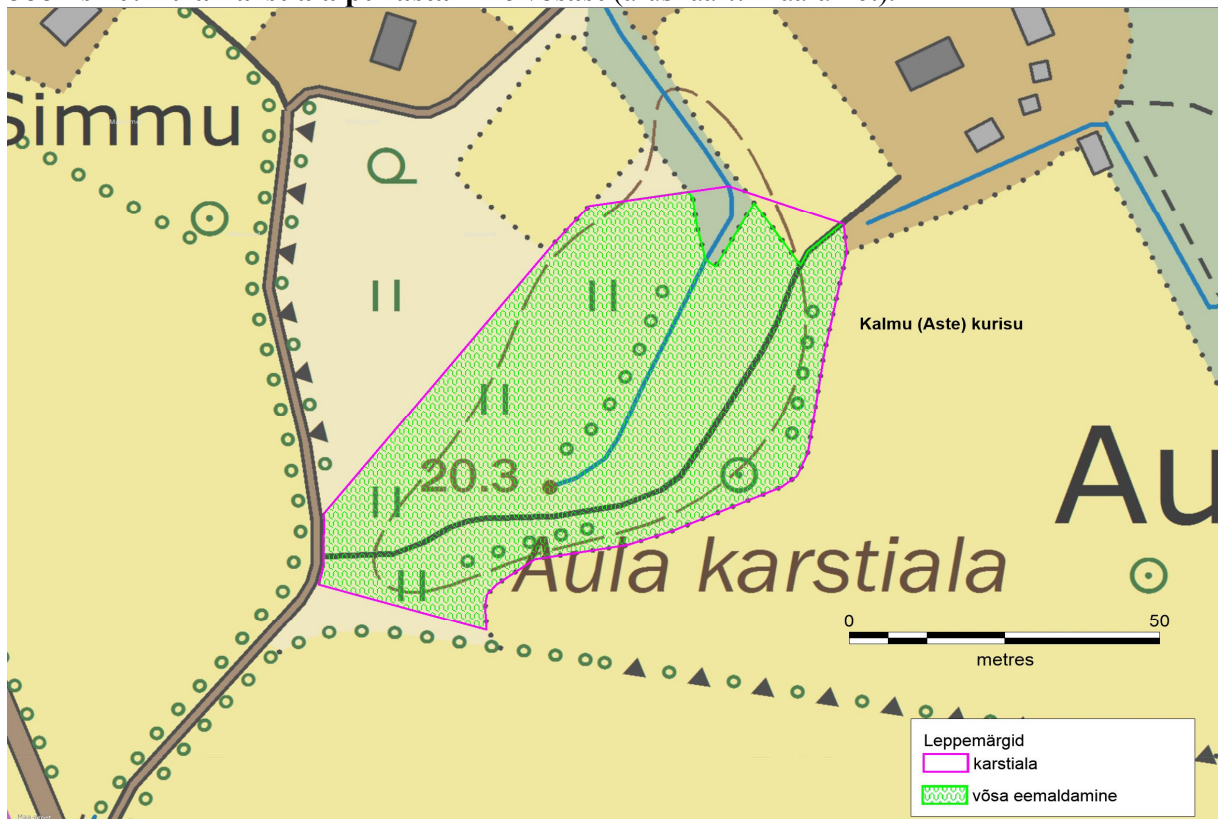 Simmu
Kalmu (Aste) kurisu
20.3
Au
Aula karstiala
0 50
metres
Leppemärgid
karstiala
võsa eemaldamine